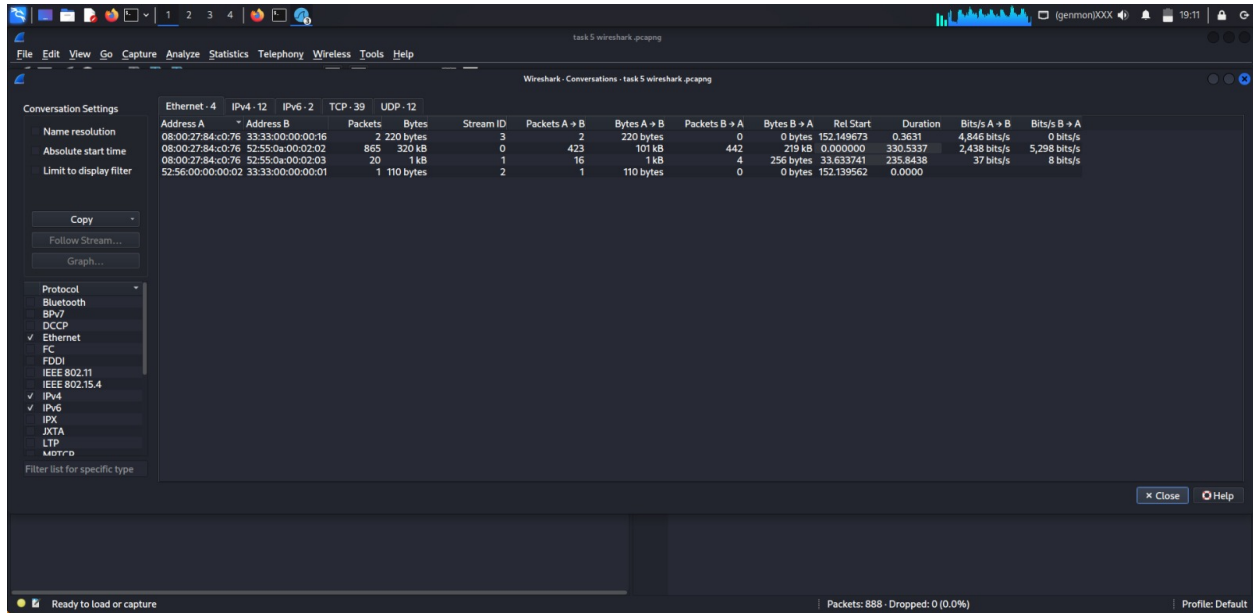 1 2 3 4 (genmon)XXX 19:11
task 5 wireshark .pcapng
File Edit View Go Capture Analyze Statistics Telephony Wireless Tools Help
Wireshark · Conversations · task 5 wireshark .pcapng
Conversation Settings
Name resolution
Absolute start time
Limit to display filter
Copy
Follow Stream...
Graph...
Protocol
Bluetooth
BPv7
DCCP
Ethernet
FC
FDDI
IEEE 802.11
IEEE 802.15.4
IPv4
IPv6
IPX
JXTA
LTP
MPTCP
Filter list for specific type
Ethernet · 4 IPv4 · 12 IPv6 · 2 TCP · 39 UDP · 12
Address A Address B Packets Bytes Stream ID Packets A → B Bytes A → B Packets B → A Bytes B → A Rel Start Duration Bits/s A → B Bits/s B → A
08:00:27:84:c0:76 33:33:00:00:00:16 2 220 bytes 3 2 220 bytes 0 0 bytes 152.149673 0.3631 4,846 bits/s 0 bits/s
08:00:27:84:c0:76 52:55:0a:00:02:02 865 320 kB 0 423 101 kB 442 219 kB 0.000000 330.5337 2,438 bits/s 5,298 bits/s
08:00:27:84:c0:76 52:55:0a:00:02:03 20 1 kB 1 16 1 kB 4 256 bytes 33.633741 235.8438 37 bits/s 8 bits/s
52:56:00:00:00:02 33:33:00:00:00:01 1 110 bytes 2 1 110 bytes 0 0 bytes 152.139562 0.0000
Close Help
Ready to load or capture Packets: 888 · Dropped: 0 (0.0%) Profile: Default